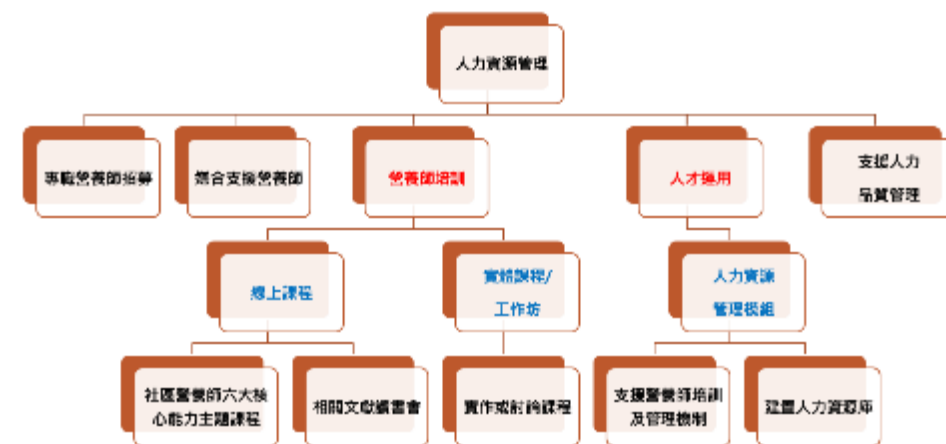 人力資源管理
專職營養師招募
媒合支援營養師
營養師培訓
人才運用
支援人力
品質管理
線上課程
實體課程/
工作坊
人力資源
管理模組
社區營養師六大核
心能力主題課程
相關文獻讀書會
實作或討論課程
支援營養師培訓
及管理機制
建置人力資源庫